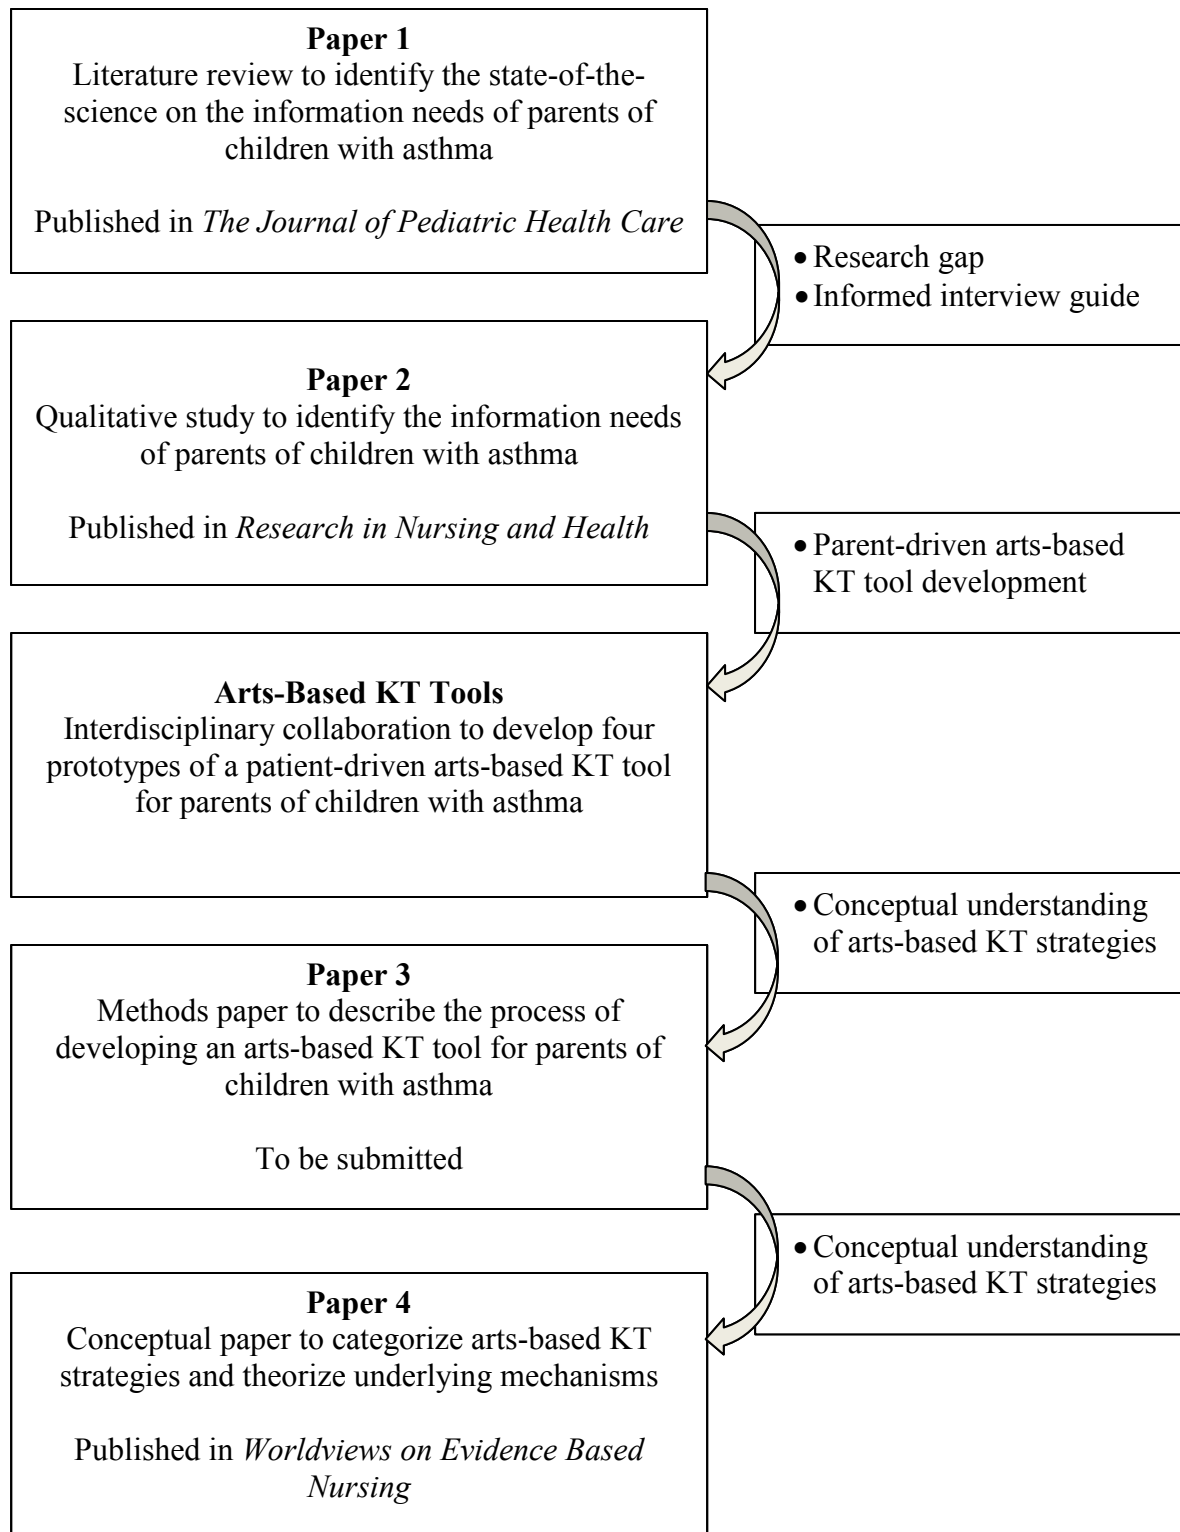 Paper 1
Literature review to identify the state-of-the-
science on the information needs of parents of
children with asthma
Published in The Journal of Pediatric Health Care
• Research gap
• Informed interview guide
Paper 2
Qualitative study to identify the information needs
of parents of children with asthma
Published in Research in Nursing and Health
• Parent-driven arts-based
KT tool development
Arts-Based KT Tools
Interdisciplinary collaboration to develop four
prototypes of a patient-driven arts-based KT tool
for parents of children with asthma
• Conceptual understanding
of arts-based KT strategies
Paper 3
Methods paper to describe the process of
developing an arts-based KT tool for parents of
children with asthma
To be submitted
• Conceptual understanding
of arts-based KT strategies
Paper 4
Conceptual paper to categorize arts-based KT
strategies and theorize underlying mechanisms
Published in Worldviews on Evidence Based
Nursing